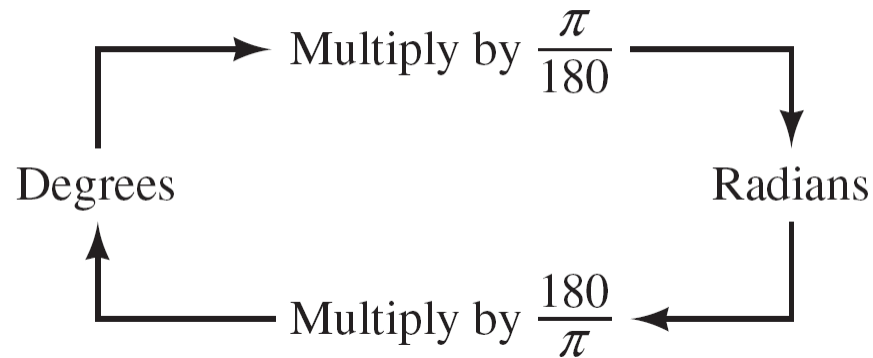 Multiply by π/180
Degrees
Radians
Multiply by 180/π